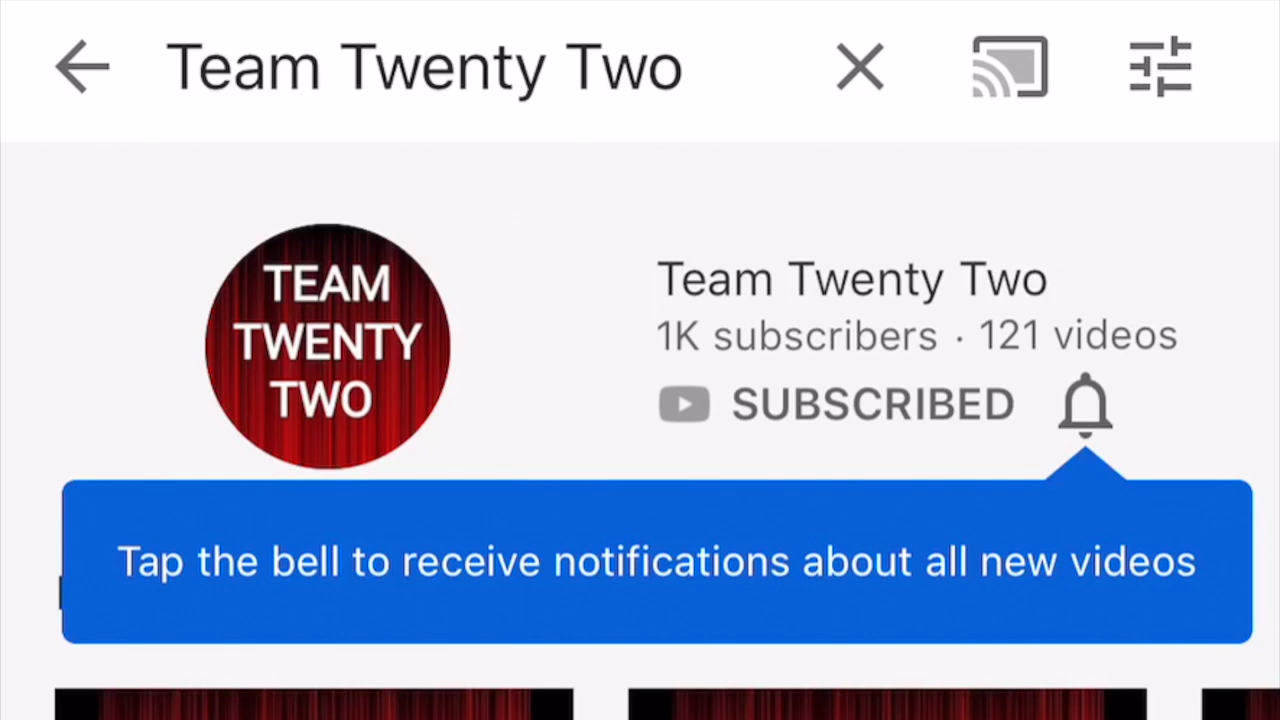 Team Twenty Two
TEAM
TWENTY
TWO
Team Twenty Two
1K subscribers · 121 videos
SUBSCRIBED
Tap the bell to receive notifications about all new videos